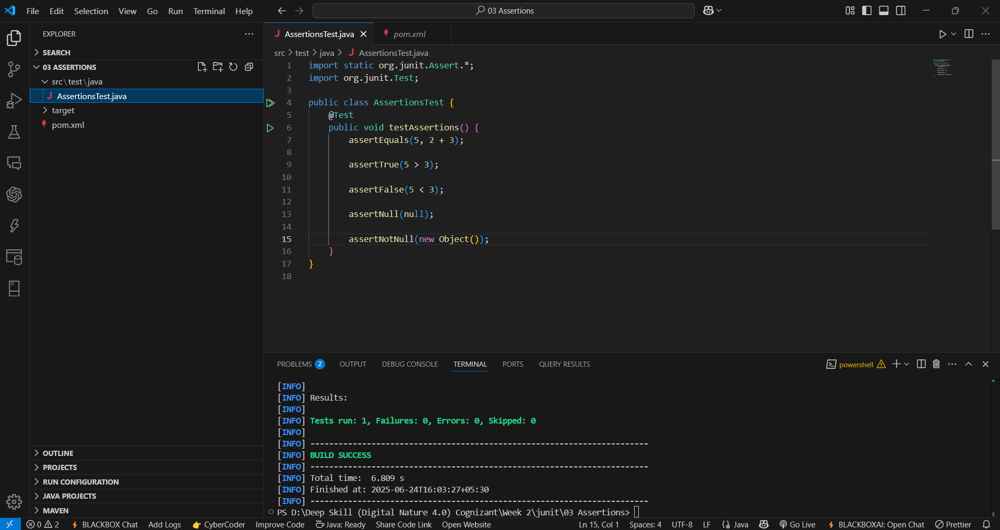 File Edit Selection View Go Run Terminal Help
03 Assertions
EXPLORER
SEARCH
03 ASSERTIONS
src\test\java
J AssertionsTest.java
target
pom.xml
J AssertionsTest.java
pom.xml
src > test > java > J AssertionsTest.java
1 import static org.junit.Assert.*;
2 import org.junit.Test;
3
4 public class AssertionsTest {
5 @Test
6 public void testAssertions() {
7 assertEquals(5, 2 + 3);
8
9 assertTrue(5 > 3);
10
11 assertFalse(5 < 3);
12
13 assertNull(null);
14
15 assertNotNull(new Object());
16 }
17 }
18
OUTLINE
PROJECTS
RUN CONFIGURATION
JAVA PROJECTS
MAVEN
PROBLEMS 2 OUTPUT DEBUG CONSOLE TERMINAL PORTS QUERY RESULTS
powershell
[INFO]
[INFO] Results:
[INFO]
[INFO] Tests run: 1, Failures: 0, Errors: 0, Skipped: 0
[INFO]
[INFO] ------------------------------------------------------------------------
[INFO] BUILD SUCCESS
[INFO] ------------------------------------------------------------------------
[INFO] Total time:  6.809 s
[INFO] Finished at: 2025-06-24T16:03:27+05:30
[INFO] ------------------------------------------------------------------------
PS D:\Deep Skill (Digital Nature 4.0) Cognizant\Week 2\junit\03 Assertions>
0 2 BLACKBOX Chat Add Logs CyberCoder Improve Code Java: Ready Share Code Link Open Website Ln 15, Col 1 Spaces: 4 UTF-8 LF Java Go Live BLACKBOXAI: Open Chat Prettier